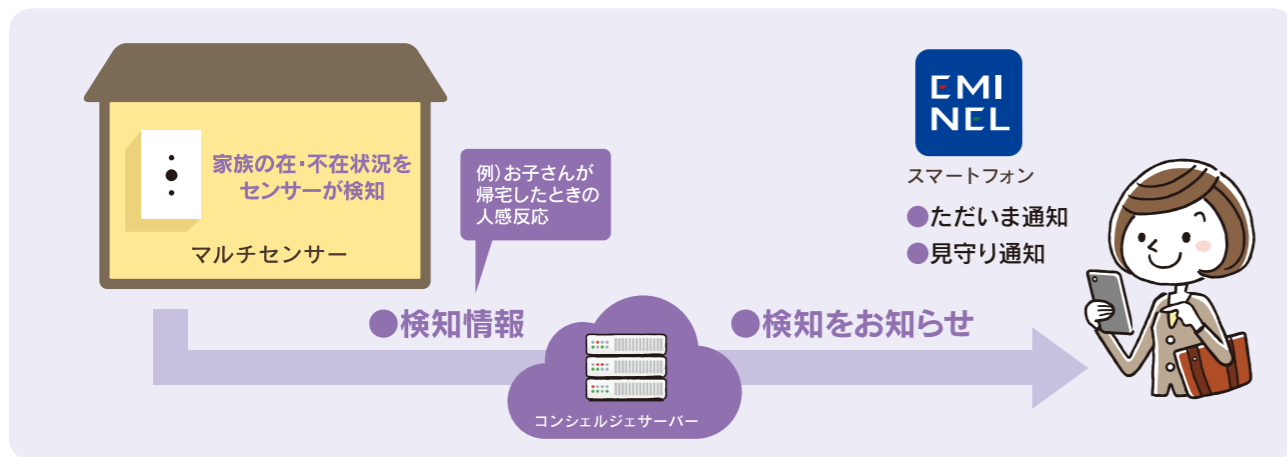 家族の在・不在状況を
センサーが検知
マルチセンサー
例)お子さんが
帰宅したときの
人感反応
EMI
NEL
スマートフォン
●ただいま通知
●見守り通知
●検知情報
●検知をお知らせ
コンシェルジェサーバー